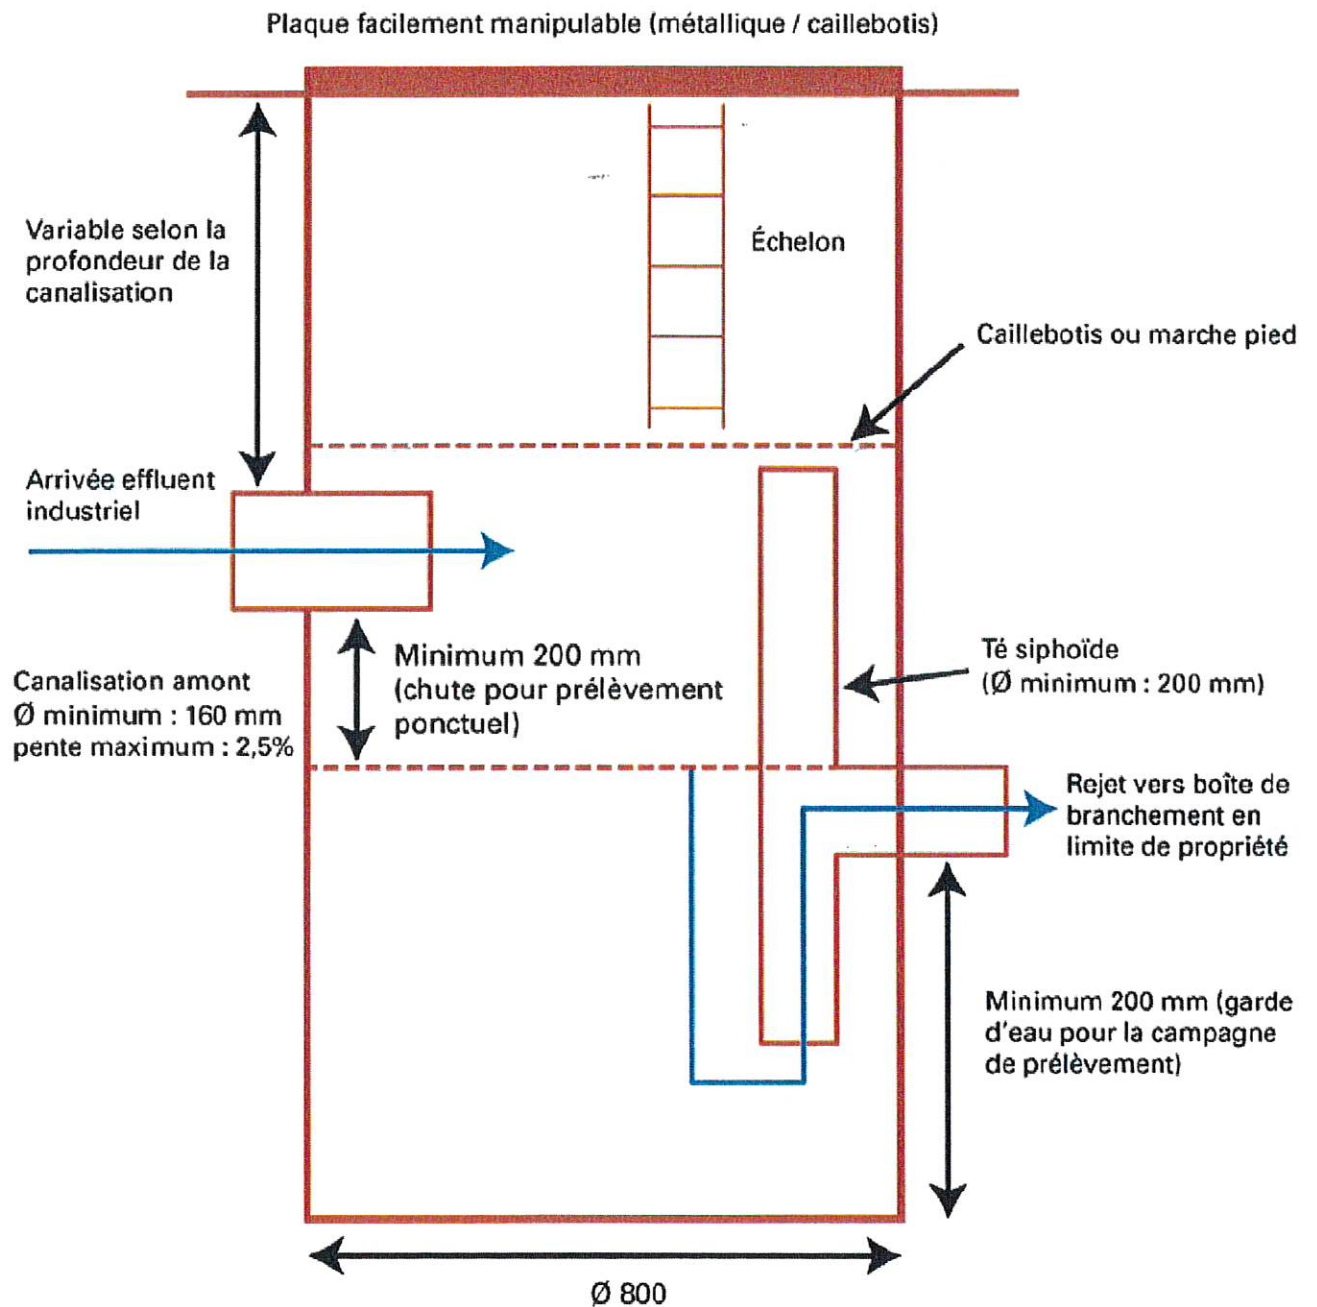 Plaque facilement manipulable (métallique / caillebotis)
Variable selon la
profondeur de la
canalisation
Échelon
Caillebotis ou marche pied
Arrivée effluent
industriel
Minimum 200 mm
(chute pour prélèvement
ponctuel)
Té siphoïde
(Ø minimum : 200 mm)
Canalisation amont
Ø minimum : 160 mm
pente maximum : 2,5%
Rejet vers boîte de
branchement en
limite de propriété
Minimum 200 mm (garde
d'eau pour la campagne
de prélèvement)
Ø 800